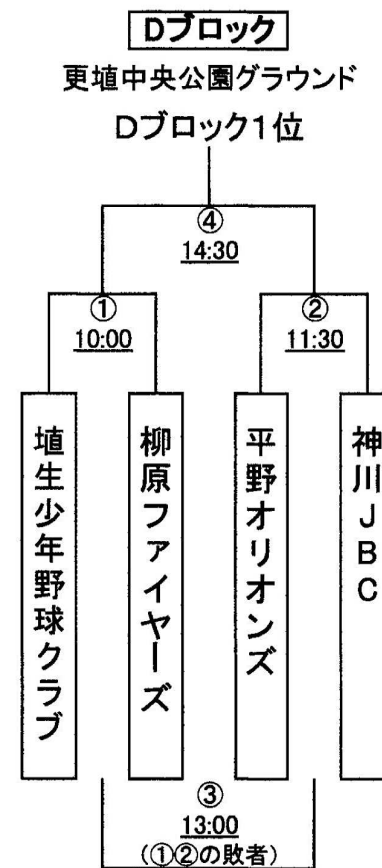 Dブロック
更埴中央公園グラウンド
Dブロック1位
④
14:30
①
10:00
②
11:30
埴生少年野球クラブ
柳原ファイヤーズ
平野オリオンズ
神川JBC
③
13:00
(①②の敗者)